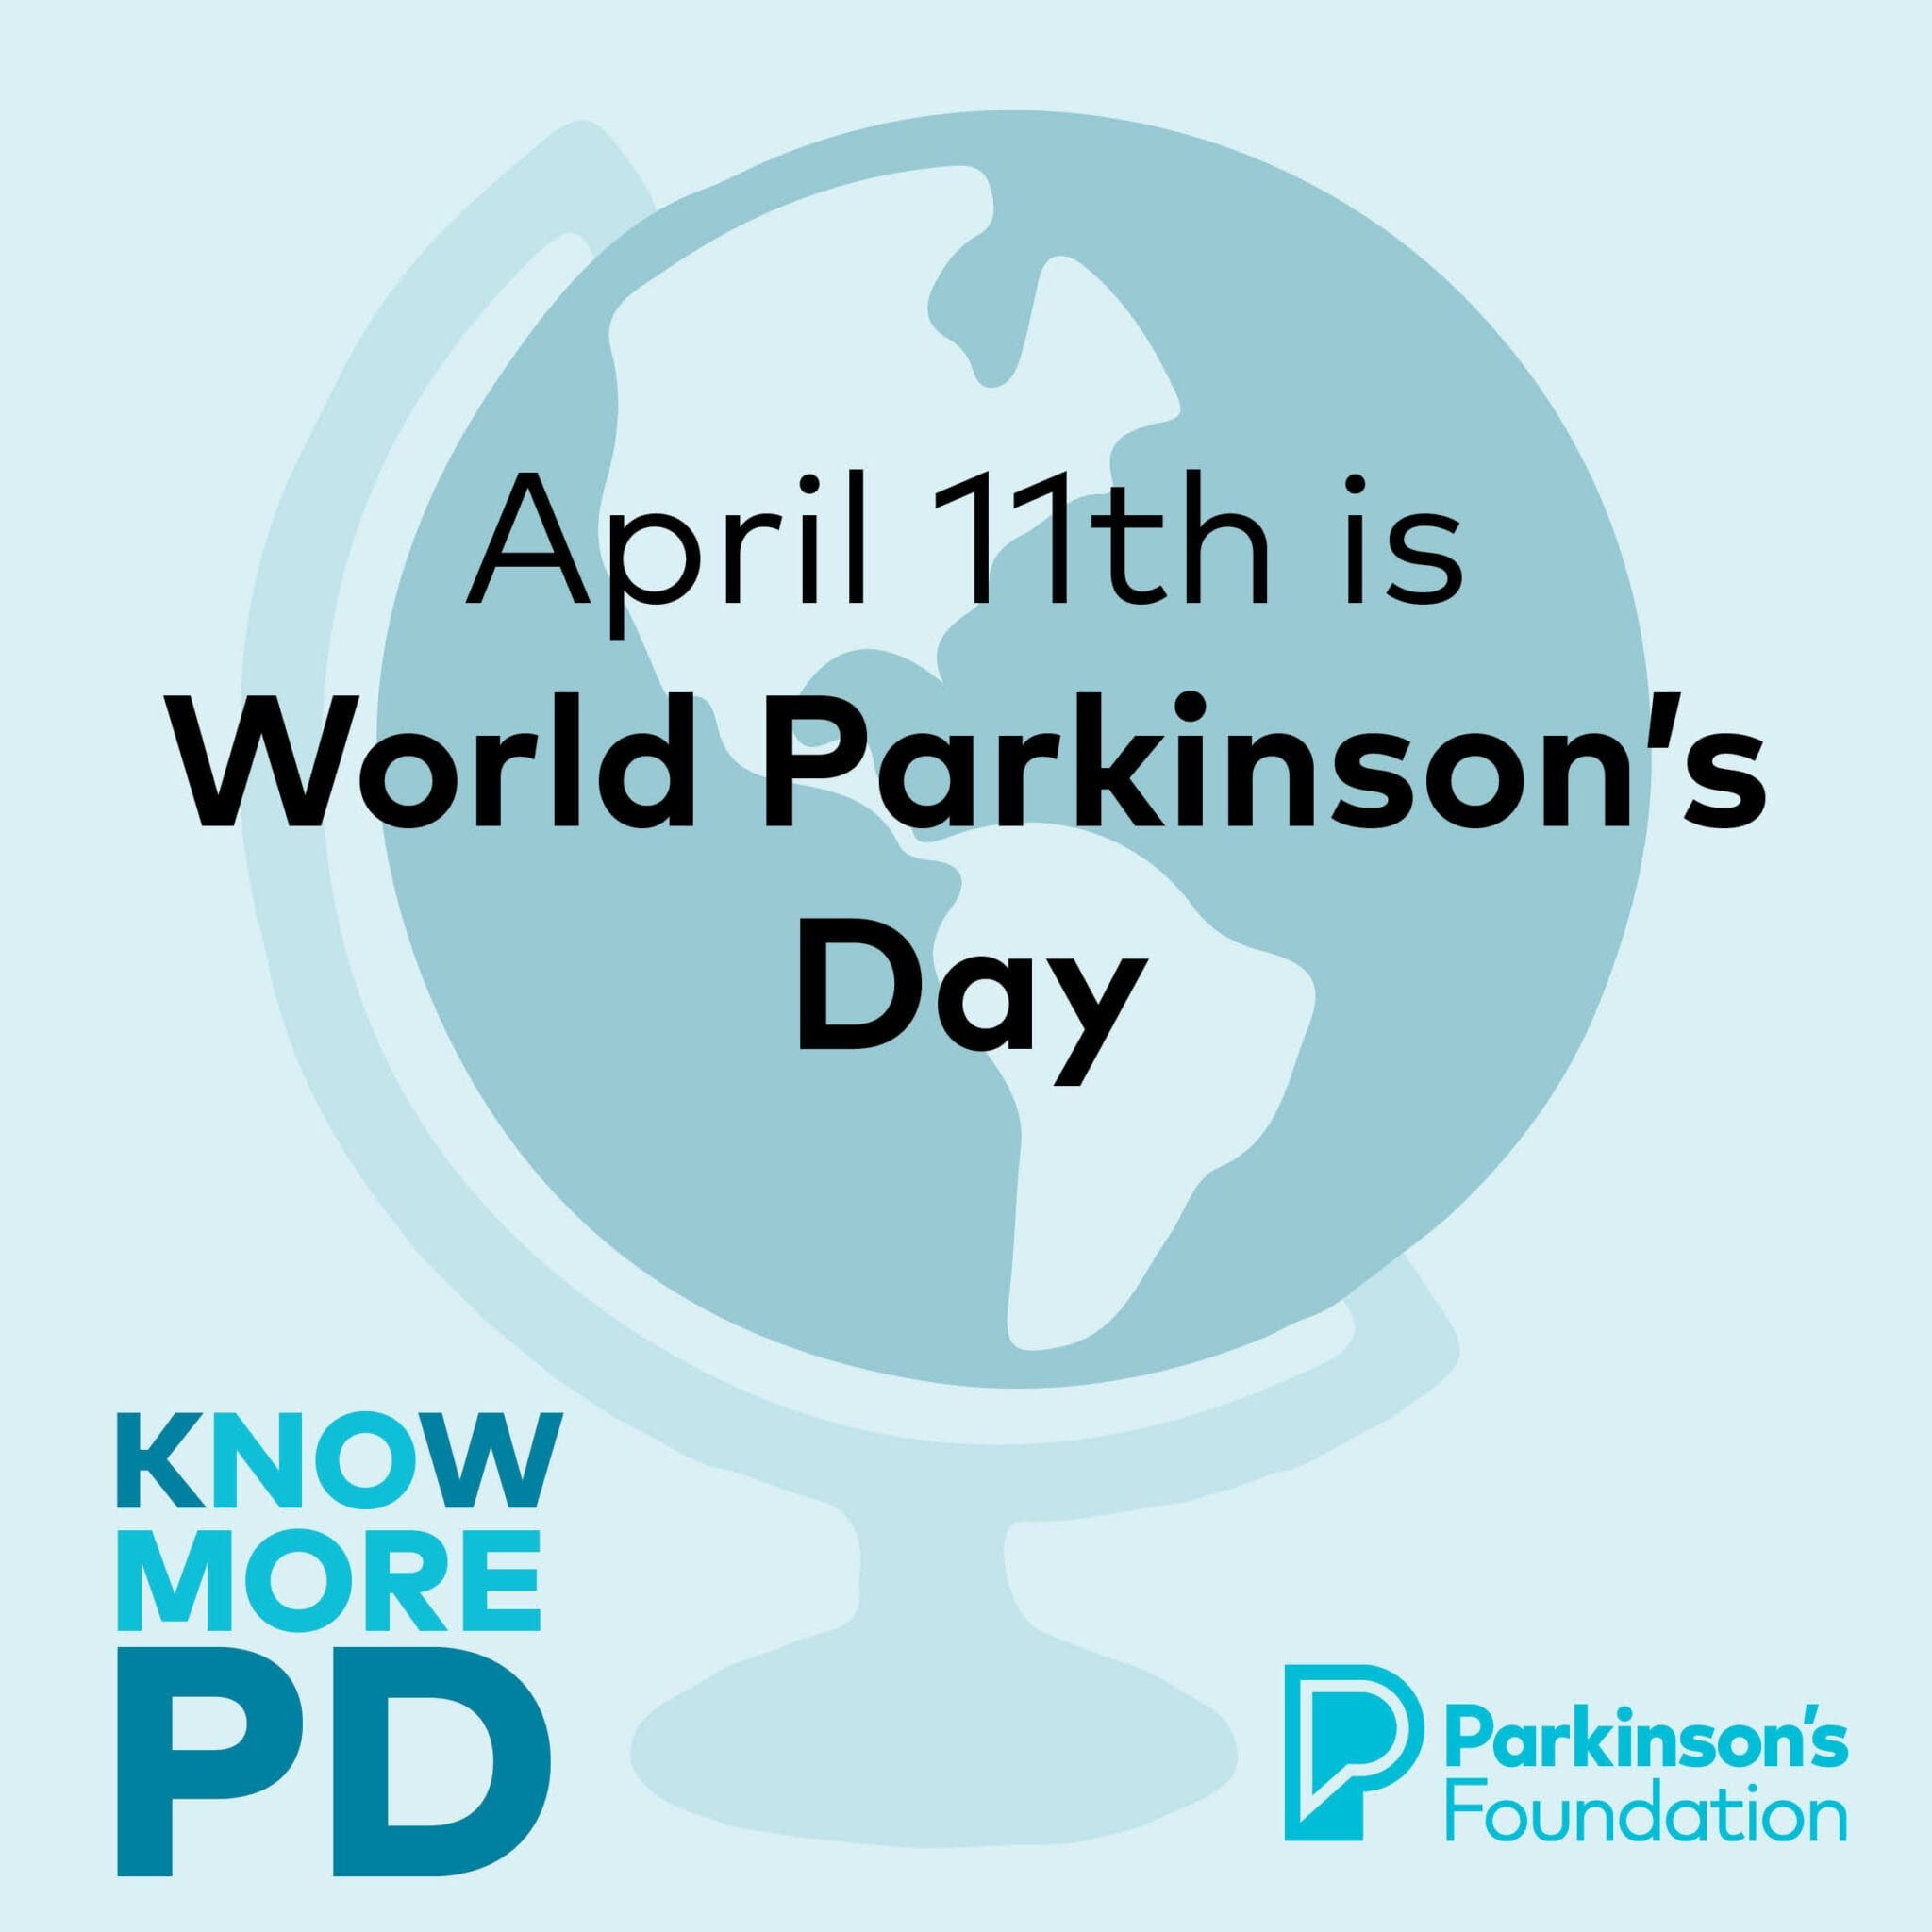 April 11th is
World Parkinson's
Day
KNOW
MORE
PD
Parkinson's
Foundation